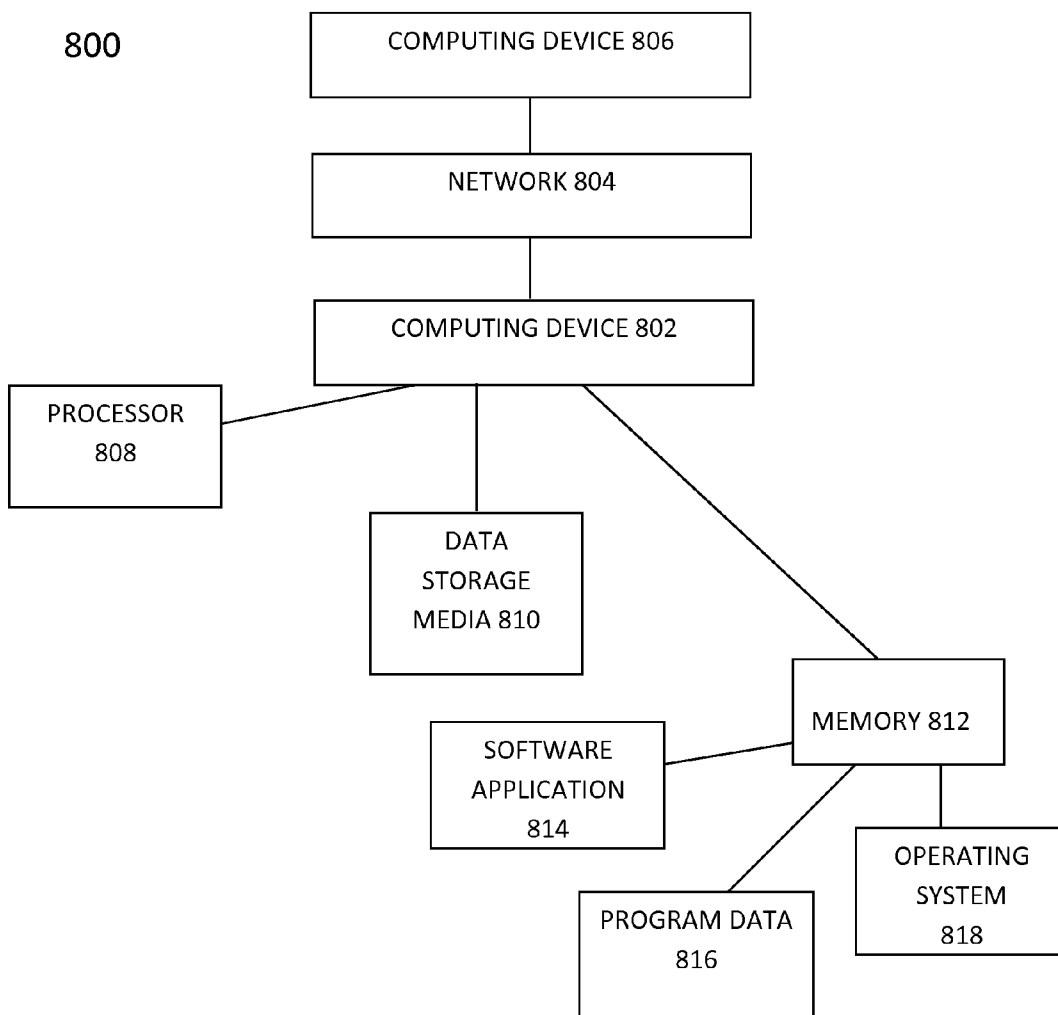 800
COMPUTING DEVICE 806
NETWORK 804
COMPUTING DEVICE 802
PROCESSOR
808
DATA
STORAGE
MEDIA 810
MEMORY 812
SOFTWARE
APPLICATION
814
OPERATING
SYSTEM
818
PROGRAM DATA
816